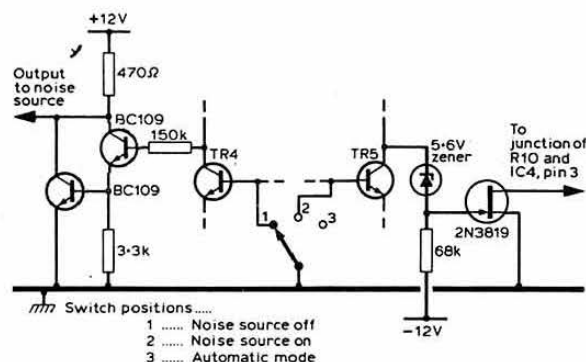 +12V
470Ω
Output
to noise
source
BC109
150k
TR4
BC109
3·3k
TR5
5·6V
zener
To
junction of
R10 and
IC4, pin 3
1
2
3
2N3819
68k
-12V
Switch positions.....
1 ...... Noise source off
2 ...... Noise source on
3 ...... Automatic mode